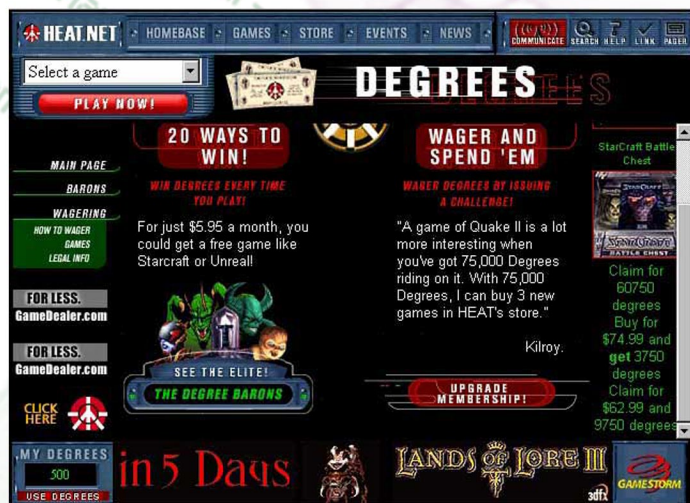 HEAT.NET
HOMEBASE
GAMES
STORE
EVENTS
NEWS
COMMUNICATE
SEARCH
HELP
LINK
PAGER
Select a game
PLAY NOW!
DEGREES
MAIN PAGE
BARONS
WAGERING
HOW TO WAGER
GAMES
LEGAL INFO
FOR LESS.
GameDealer.com
FOR LESS.
GameDealer.com
CLICK
HERE
20 WAYS TO
WIN!
WIN DEGREES EVERY TIME
YOU PLAY!
For just $5.95 a month, you
could get a free game like
Starcraft or Unreal!
SEE THE ELITE!
THE DEGREE BARONS
WAGER AND
SPEND 'EM
WAGER DEGREES BY ISSUING
A CHALLENGE!
"A game of Quake II is a lot
more interesting when
you've got 75,000 Degrees
riding on it. With 75,000
Degrees, I can buy 3 new
games in HEAT's store."
Kilroy.
UPGRADE
MEMBERSHIP!
StarCraft Battle
Chest
STARCRAFT
BATTLE CHEST
Claim for
60750
degrees
Buy for
$74.99 and
get 3750
degrees
Claim for
$62.99 and
9750 degrees
MY DEGREES
500
USE DEGREES
in 5 Days
LANDS OF LORE III
3dfx
GAMESTORM